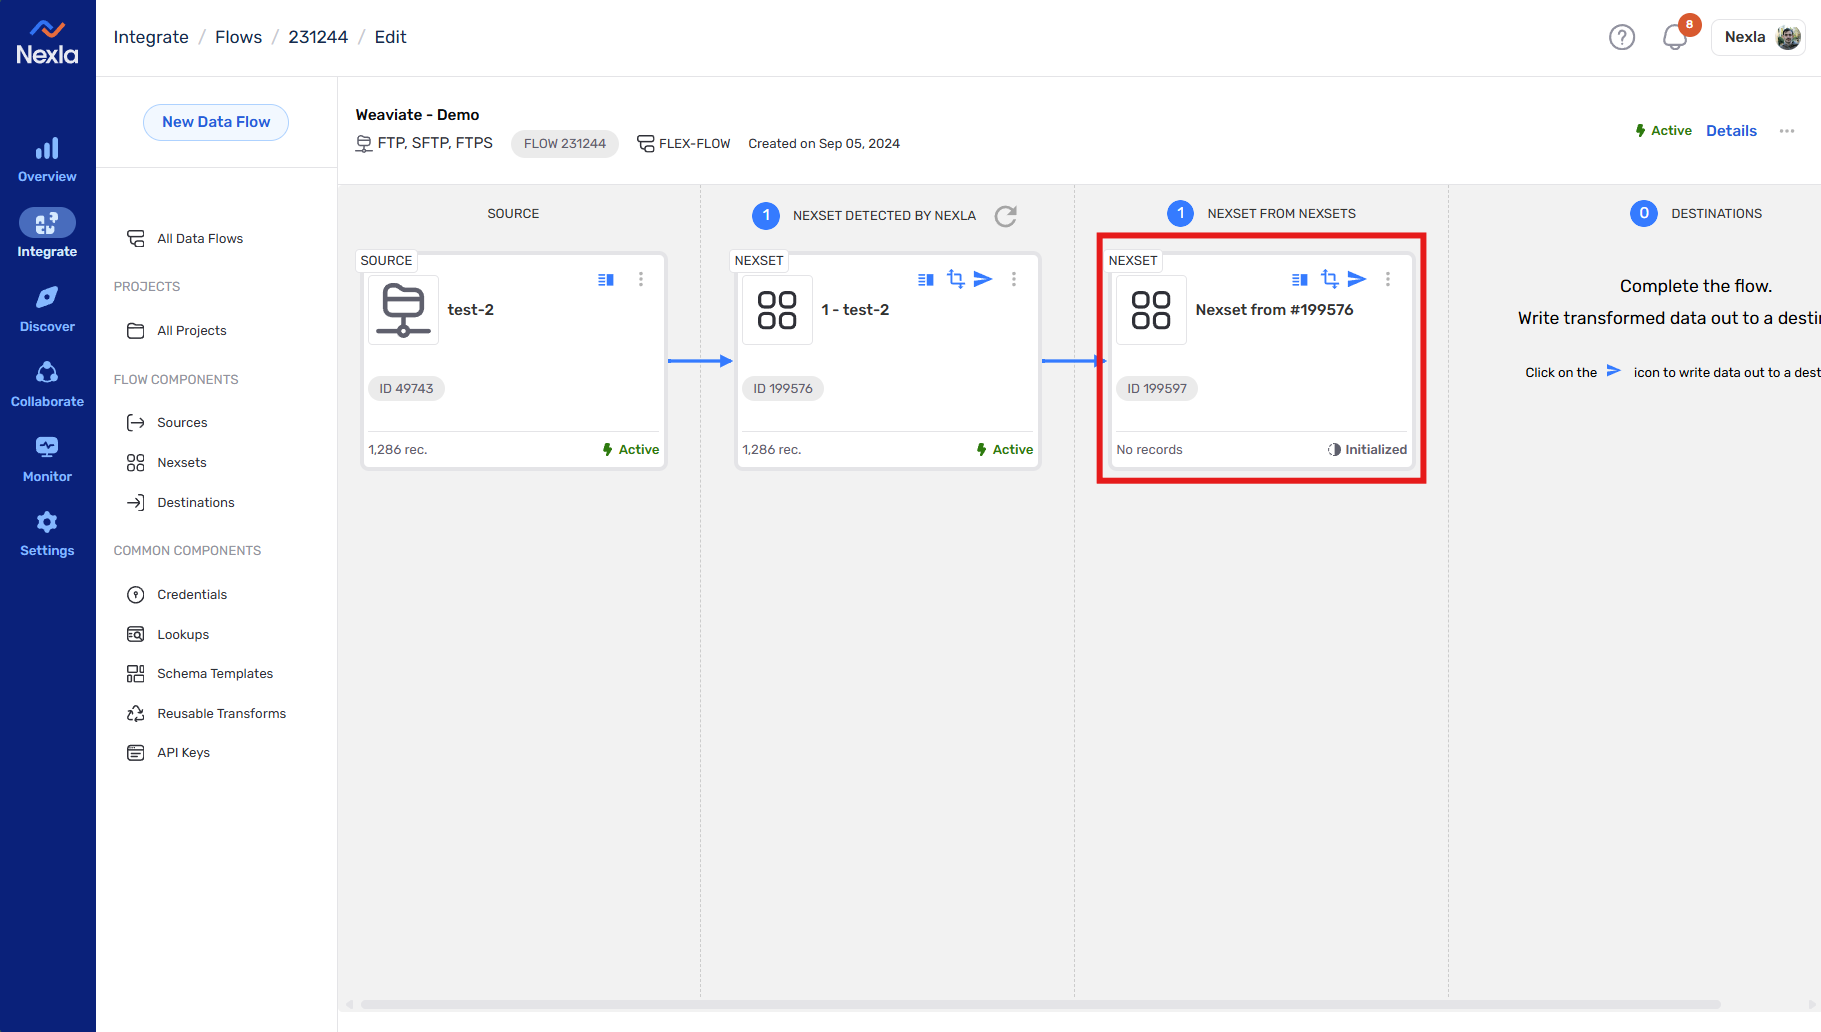 Nexla
Integrate / Flows / 231244 / Edit
8
Nexla
Overview
Integrate
Discover
Collaborate
Monitor
Settings
New Data Flow
All Data Flows
PROJECTS
All Projects
FLOW COMPONENTS
Sources
Nexsets
Destinations
COMMON COMPONENTS
Credentials
Lookups
Schema Templates
Reusable Transforms
API Keys
Weaviate - Demo
FTP, SFTP, FTPS FLOW 231244 FLEX-FLOW Created on Sep 05, 2024
Active Details
SOURCE
1 NEXSET DETECTED BY NEXLA
1 NEXSET FROM NEXSETS
0 DESTINATIONS
SOURCE
test-2
ID 49743
1,286 rec. Active
NEXSET
1 - test-2
ID 199576
1,286 rec. Active
NEXSET
Nexset from #199576
ID 199597
No records Initialized
Complete the flow.
Write transformed data out to a destin
Click on the icon to write data out to a dest